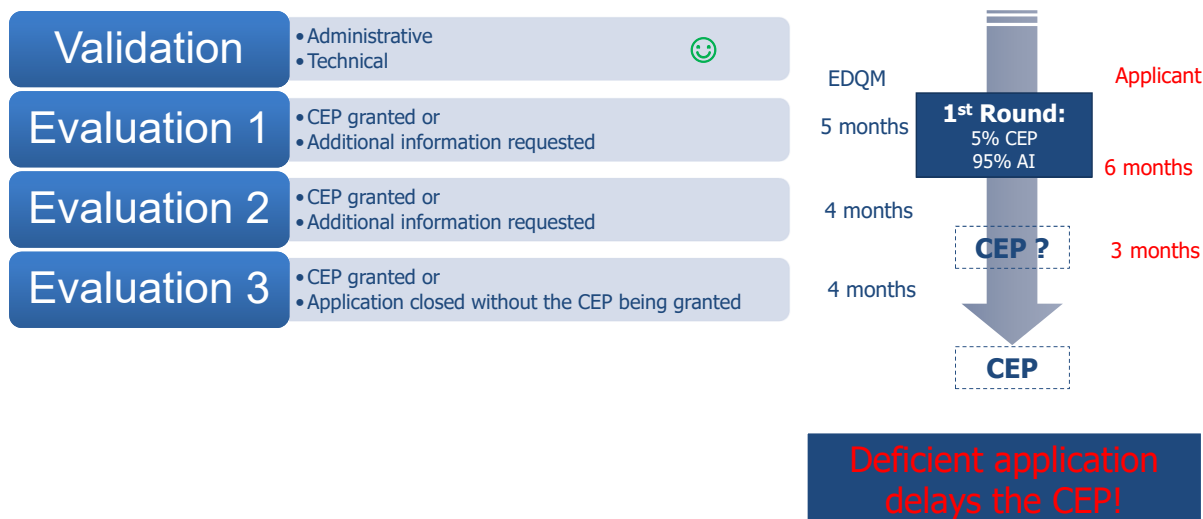 Validation
• Administrative
• Technical
Evaluation 1
• CEP granted or
• Additional information requested
Evaluation 2
• CEP granted or
• Additional information requested
Evaluation 3
• CEP granted or
• Application closed without the CEP being granted
EDQM
Applicant
5 months
1st Round:
5% CEP
95% AI
6 months
4 months
CEP ?
3 months
4 months
CEP
Deficient application
delays the CEP!